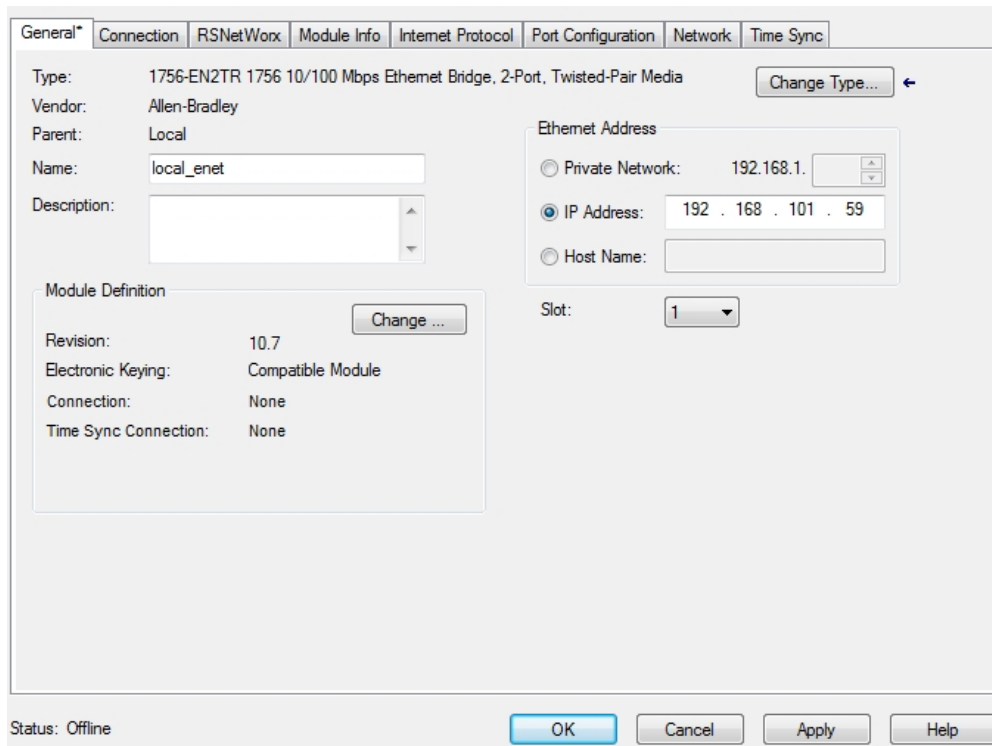 General* Connection RSNetWorx Module Info Internet Protocol Port Configuration Network Time Sync
Type: 1756-EN2TR 1756 10/100 Mbps Ethernet Bridge, 2-Port, Twisted-Pair Media Change Type...
Vendor: Allen-Bradley
Parent: Local
Name: local_enet
Description:
Ethernet Address
Private Network: 192.168.1.
IP Address: 192 . 168 . 101 . 59
Host Name:
Module Definition
Change ...
Revision: 10.7
Electronic Keying: Compatible Module
Connection: None
Time Sync Connection: None
Slot: 1
Status: Offline OK Cancel Apply Help